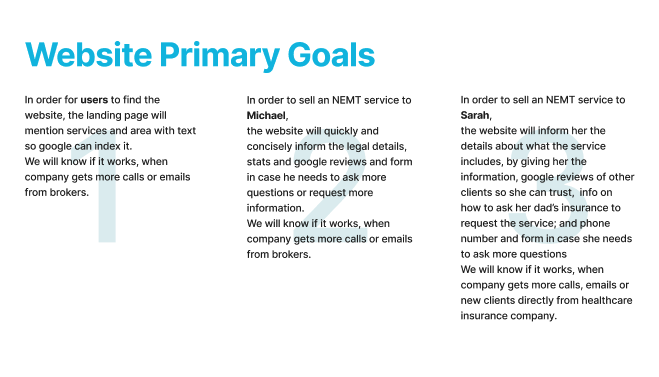 Website Primary Goals
In order for users to find the
website, the landing page will
mention services and area with text
so google can index it.
We will know if it works, when
company gets more calls or emails
from brokers.
1
In order to sell an NEMT service to
Michael,
the website will quickly and
concisely inform the legal details,
stats and google reviews and form
in case he needs to ask more
questions or request more
information.
We will know if it works, when
company gets more calls or emails
from brokers.
2
In order to sell an NEMT service to
Sarah,
the website will inform her the
details about what the service
includes, by giving her the
information, google reviews of other
clients so she can trust, info on
how to ask her dad's insurance to
request the service; and phone
number and form in case she needs
to ask more questions
We will know if it works, when
company gets more calls, emails or
new clients directly from healthcare
insurance company.
3